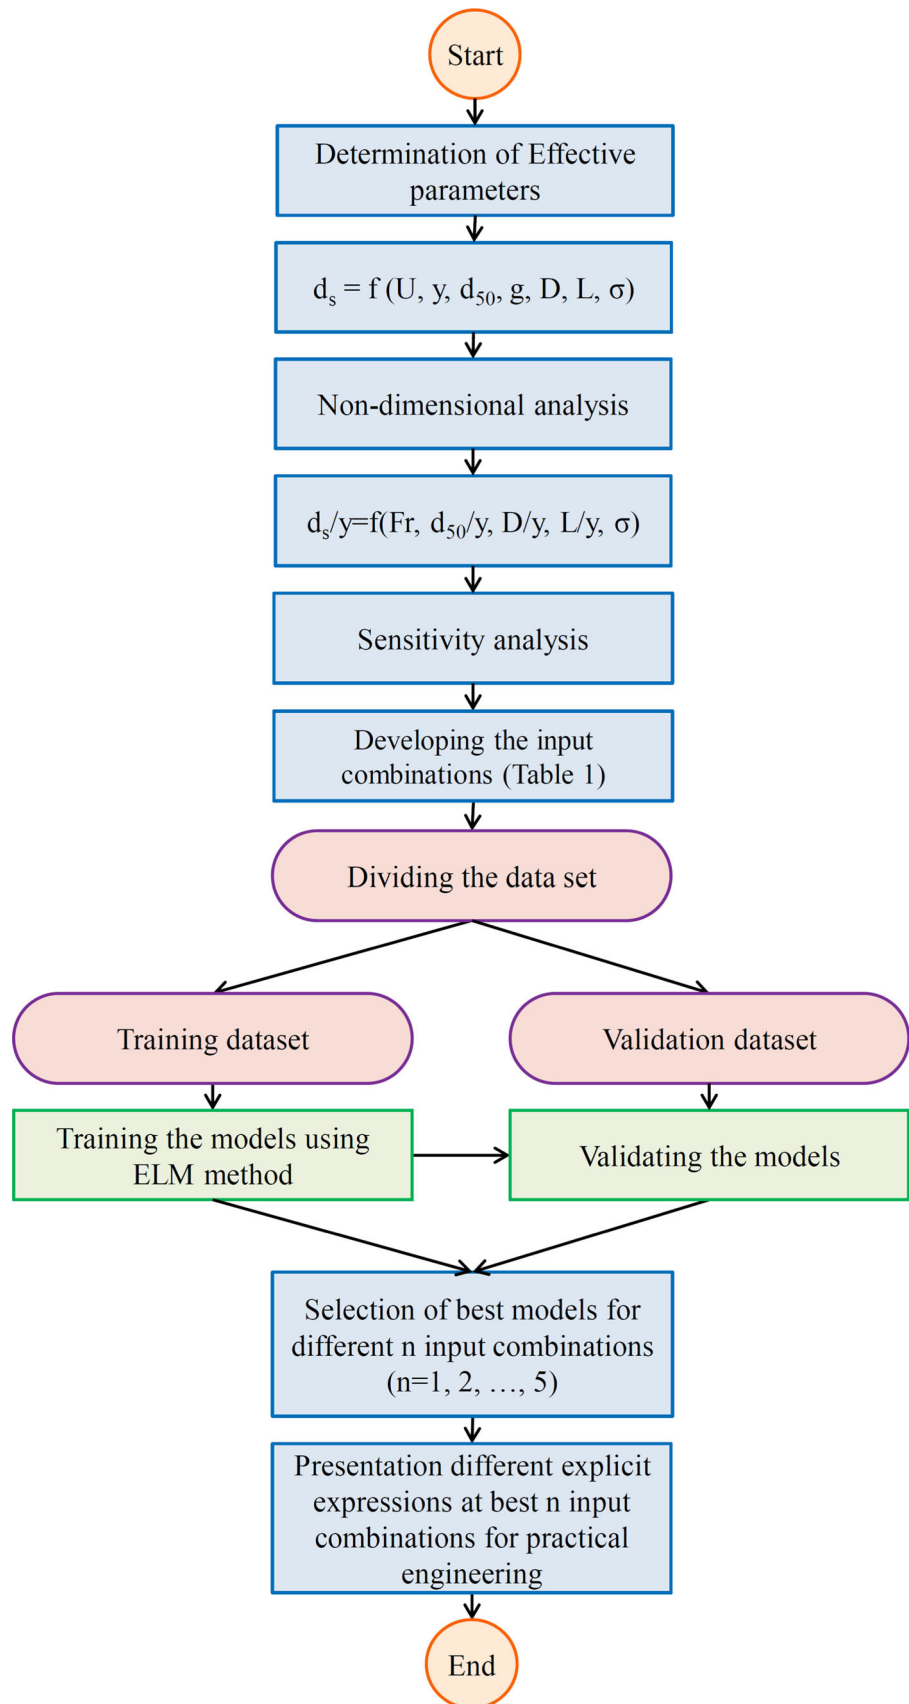 Start
Determination of Effective
parameters
dₛ = f (U, y, d₅₀, g, D, L, σ)
Non-dimensional analysis
dₛ/y=f(Fr, d₅₀/y, D/y, L/y, σ)
Sensitivity analysis
Developing the input
combinations (Table 1)
Dividing the data set
Training dataset
Validation dataset
Training the models using
ELM method
Validating the models
Selection of best models for
different n input combinations
(n=1, 2, …, 5)
Presentation different explicit
expressions at best n input
combinations for practical
engineering
End